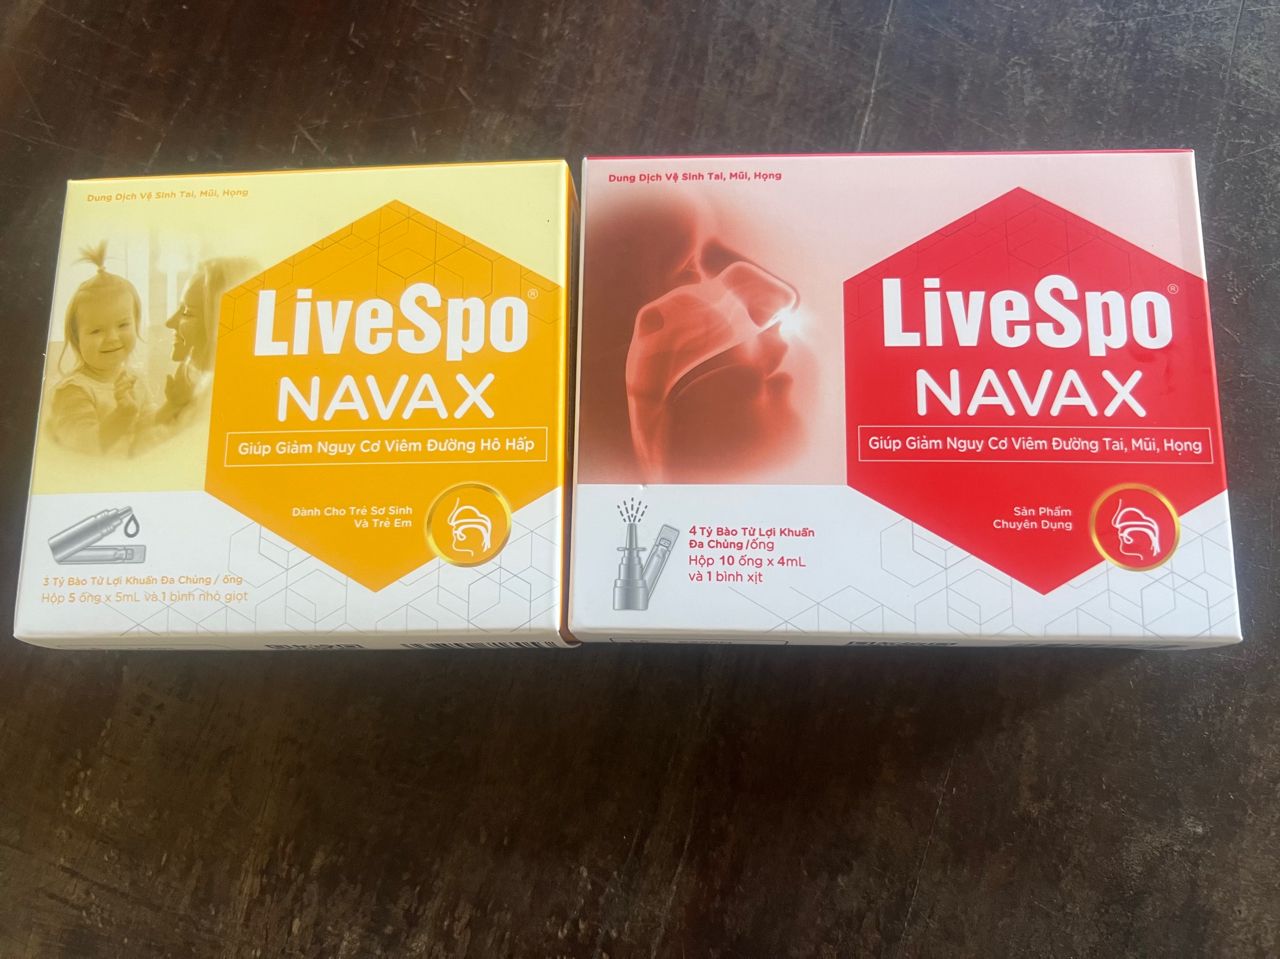 Dung Dịch Vệ Sinh Tai, Mũi, Họng
LiveSpo®
NAVAX
Giúp Giảm Nguy Cơ Viêm Đường Hô Hấp
Dành Cho Trẻ Sơ Sinh
Và Trẻ Em
3 Tỷ Bào Tử Lợi Khuẩn Đa Chủng / ống
Hộp 5 ống x 5mL và 1 bình nhỏ giọt
Dung Dịch Vệ Sinh Tai, Mũi, Họng
LiveSpo®
NAVAX
Giúp Giảm Nguy Cơ Viêm Đường Tai, Mũi, Họng
Sản Phẩm
Chuyên Dụng
4 Tỷ Bào Tử Lợi Khuẩn
Đa Chủng/ống
Hộp 10 ống x 4mL
và 1 bình xịt